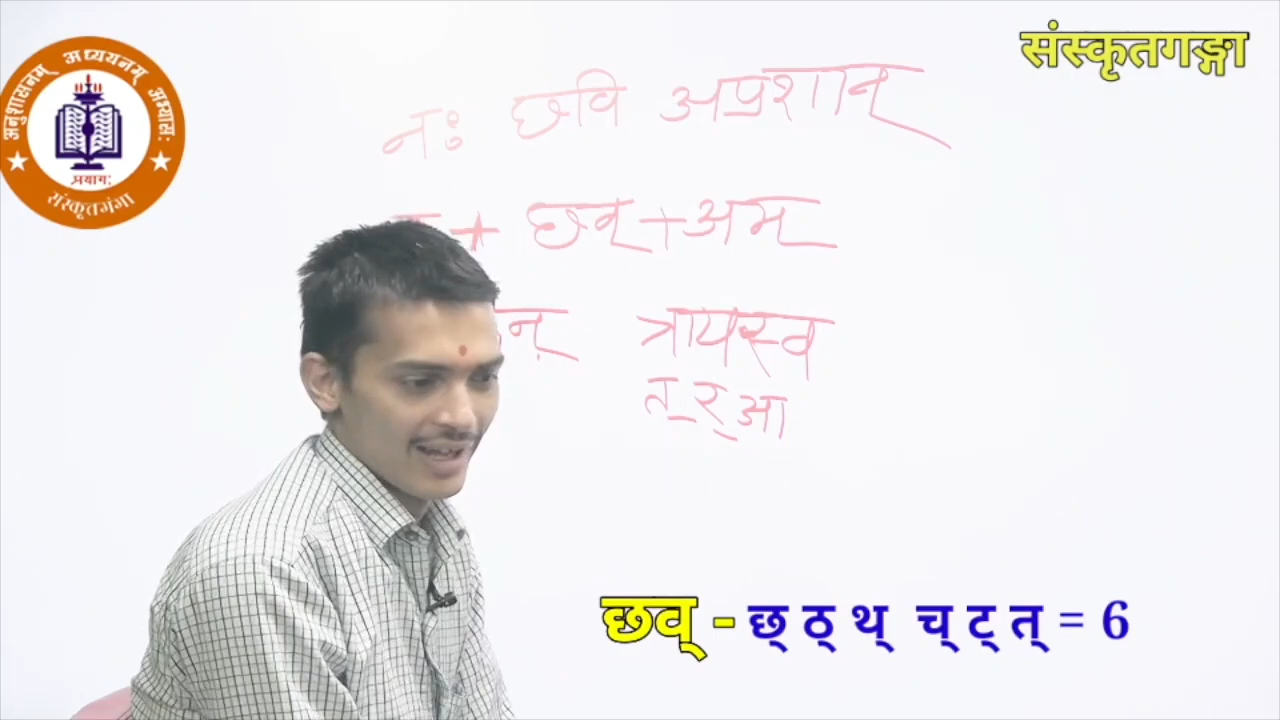 संस्कृतगङ्गा
अनुशासनम् अध्ययनम् अभ्यासः
प्रयागः
संस्कृतगंगा
नः छवि अप्रशान्
+ छव् + अम्
न् त्रायस्व
त् र् आ
छव् - छ् ठ् थ् च् ट् त् = 6